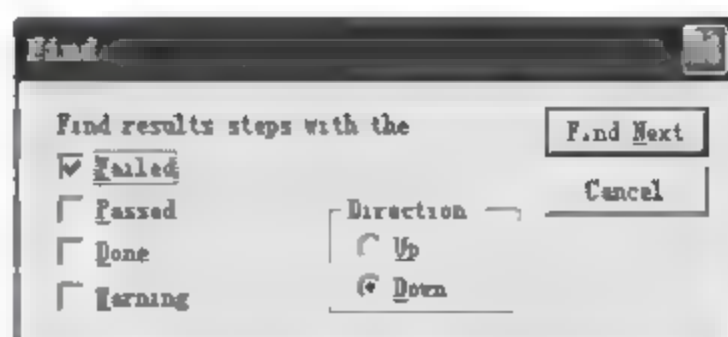 Find
Find results steps with the
Find Next
Failed
Cancel
Passed
Direction
Up
Done
Down
Warning